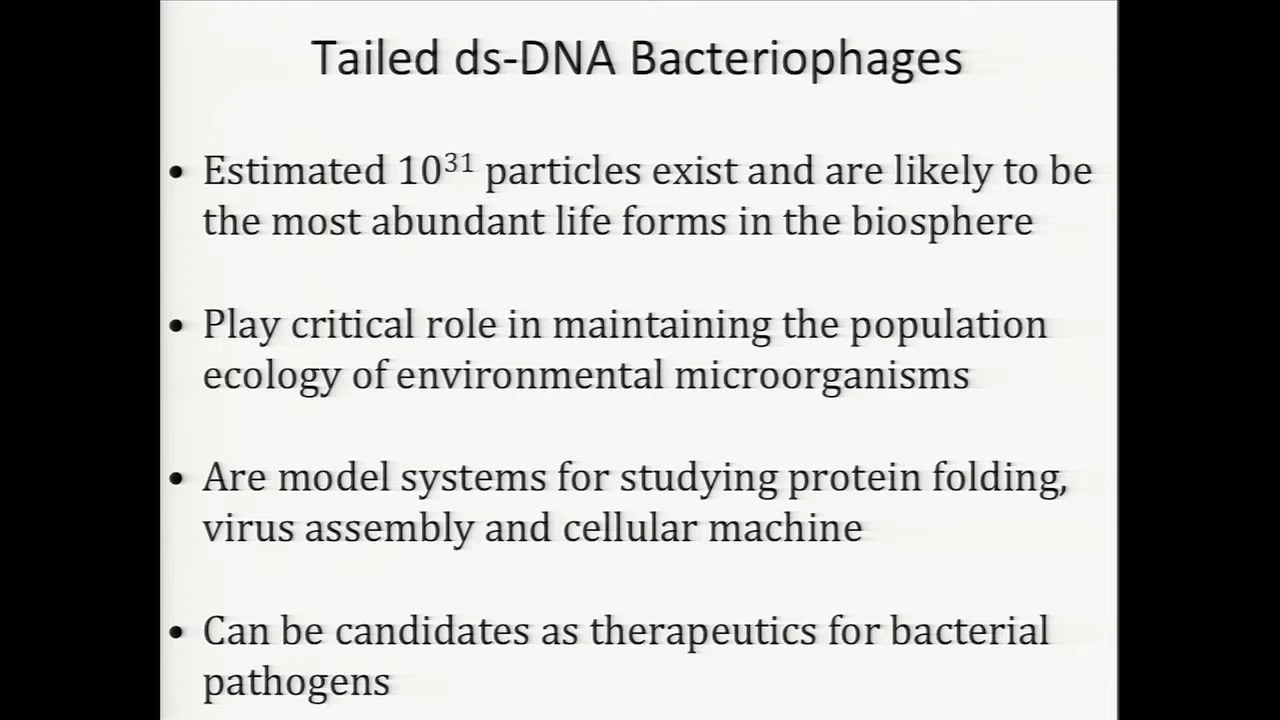 Tailed ds-DNA Bacteriophages
• Estimated 10³¹ particles exist and are likely to be
the most abundant life forms in the biosphere
• Play critical role in maintaining the population
ecology of environmental microorganisms
• Are model systems for studying protein folding,
virus assembly and cellular machine
• Can be candidates as therapeutics for bacterial
pathogens